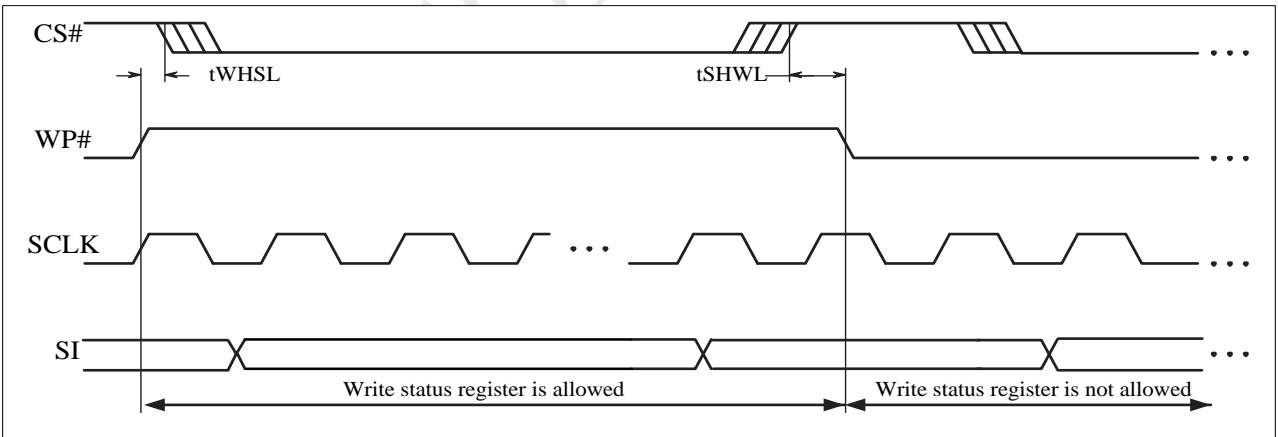 CS#
tWHSL tSHWL
WP#
SCLK
SI
Write status register is allowed Write status register is not allowed